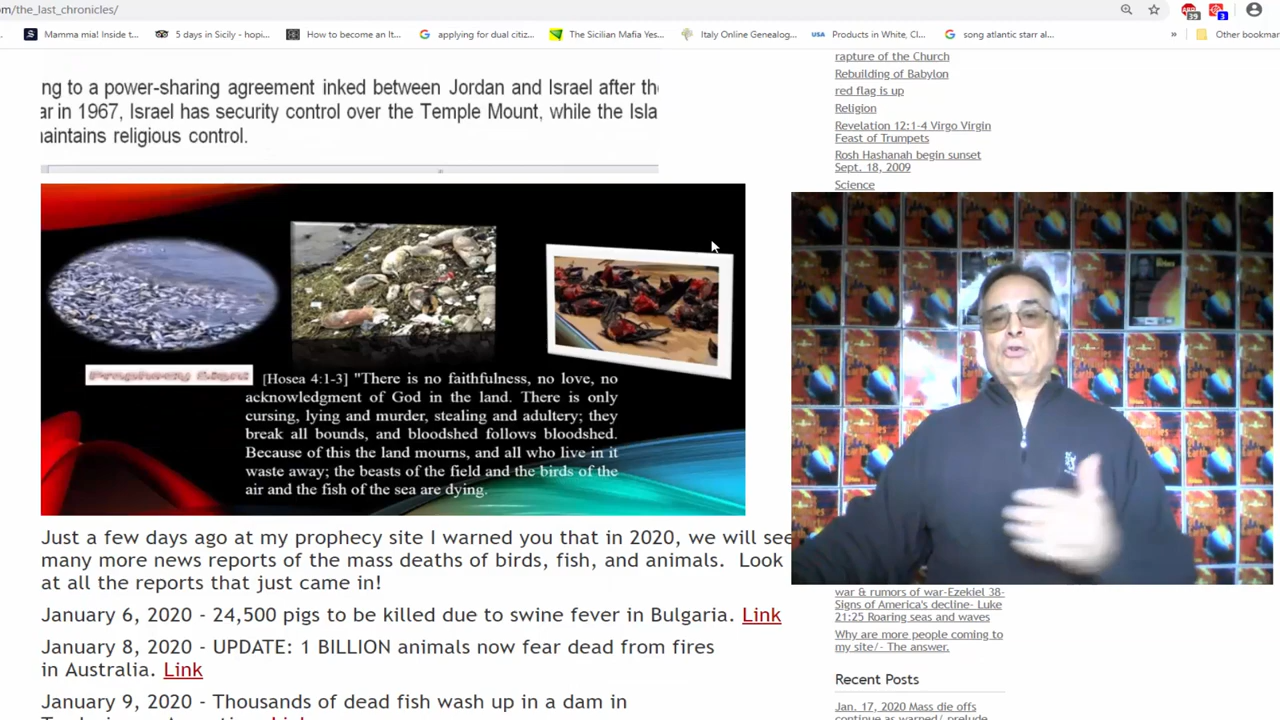 om/the_last_chronicles/
39
3
Mamma mia! Inside t...
5 days in Sicily - hopi...
How to become an It...
applying for dual citiz...
The Sicilian Mafia Yes...
Italy Online Genealog...
USA
Products in White, Cl...
song atlantic starr al...
»
Other bookmar
ng to a power-sharing agreement inked between Jordan and Israel after the
ar in 1967, Israel has security control over the Temple Mount, while the Isla
naintains religious control.
[Hosea 4:1-3] "There is no faithfulness, no love, no
acknowledgment of God in the land. There is only
cursing, lying and murder, stealing and adultery; they
break all bounds, and bloodshed follows bloodshed.
Because of this the land mourns, and all who live in it
waste away; the beasts of the field and the birds of the
air and the fish of the sea are dying.
Just a few days ago at my prophecy site I warned you that in 2020, we will see
many more news reports of the mass deaths of birds, fish, and animals. Look
at all the reports that just came in!
January 6, 2020 - 24,500 pigs to be killed due to swine fever in Bulgaria. Link
January 8, 2020 - UPDATE: 1 BILLION animals now fear dead from fires
in Australia. Link
January 9, 2020 - Thousands of dead fish wash up in a dam in
rapture of the Church
Rebuilding of Babylon
red flag is up
Religion
Revelation 12:1-4 Virgo Virgin
Feast of Trumpets
Rosh Hashanah begin sunset
Sept. 18, 2009
Science
war & rumors of war-Ezekiel 38-
Signs of America's decline- Luke
21:25 Roaring seas and waves
Why are more people coming to
my site/- The answer.
Recent Posts
Jan. 17, 2020 Mass die offs
continue as warned/ prelude